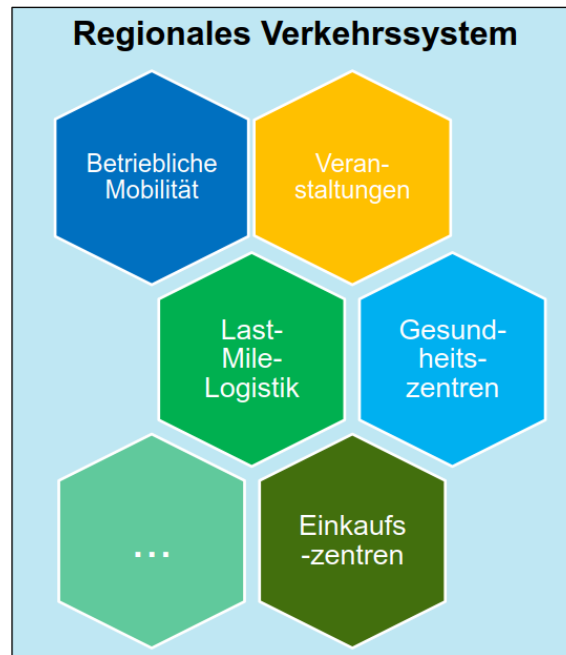 Regionales Verkehrssystem
Betriebliche
Mobilität
Veran-
staltungen
Last-
Mile-
Logistik
Gesund-
heits-
zentren
...
Einkaufs
-zentren